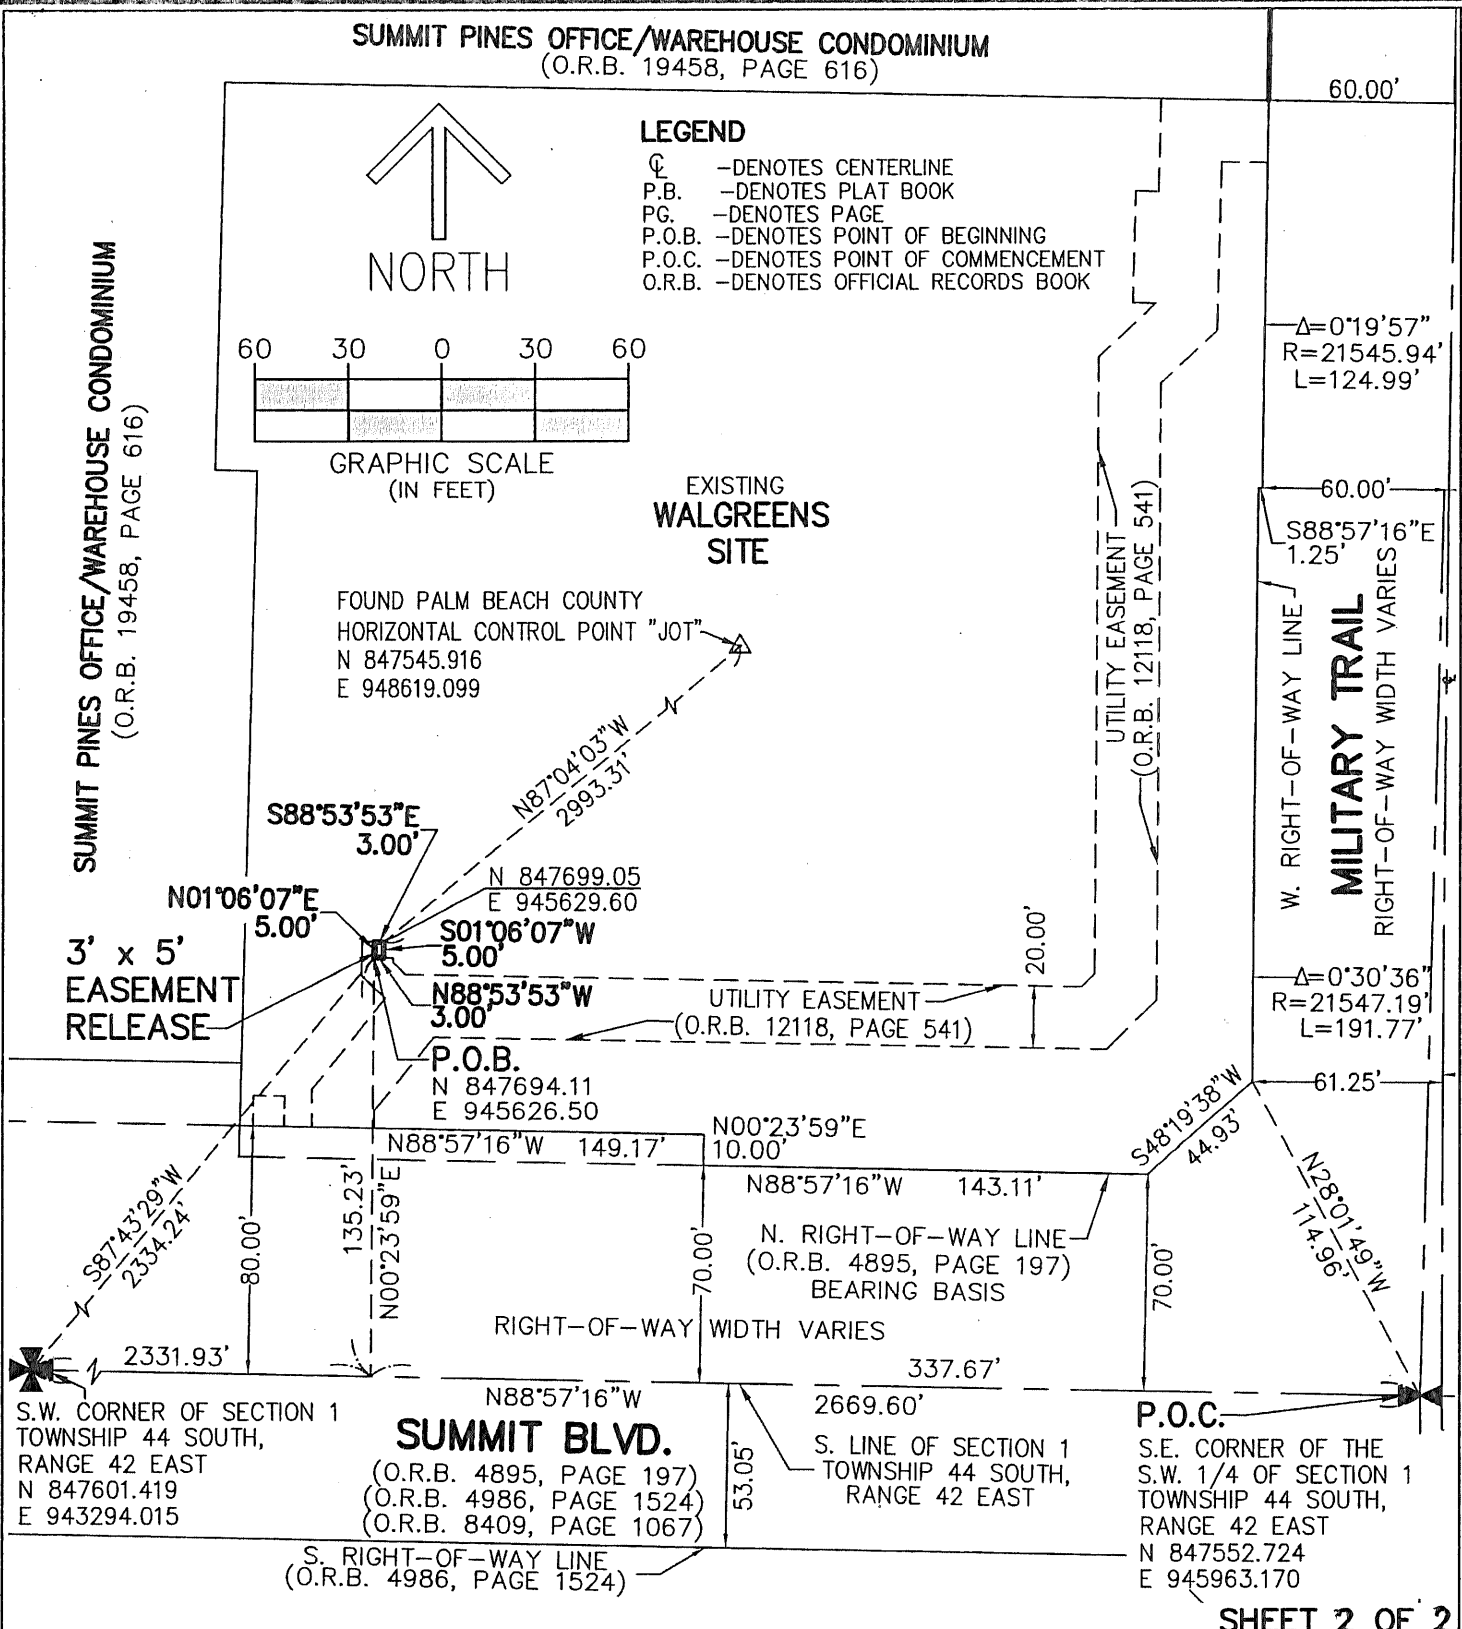 SUMMIT PINES OFFICE/WAREHOUSE CONDOMINIUM
(O.R.B. 19458, PAGE 616)
60.00'
NORTH
LEGEND
℄ -DENOTES CENTERLINE
P.B. -DENOTES PLAT BOOK
PG. -DENOTES PAGE
P.O.B. -DENOTES POINT OF BEGINNING
P.O.C. -DENOTES POINT OF COMMENCEMENT
O.R.B. -DENOTES OFFICIAL RECORDS BOOK
SUMMIT PINES OFFICE/WAREHOUSE CONDOMINIUM
(O.R.B. 19458, PAGE 616)
60 30 0 30 60
GRAPHIC SCALE
(IN FEET)
Δ=0°19'57"
R=21545.94'
L=124.99'
EXISTING
WALGREENS
SITE
60.00'
S88°57'16"E
1.25'
UTILITY EASEMENT
(O.R.B. 12118, PAGE 541)
W. RIGHT-OF-WAY LINE
MILITARY TRAIL
RIGHT-OF-WAY WIDTH VARIES
℄
FOUND PALM BEACH COUNTY
HORIZONTAL CONTROL POINT "JOT"
N 847545.916
E 948619.099
N87°04'03"W
2993.31'
S88°53'53"E
3.00'
N 847699.05
E 945629.60
N01°06'07"E
5.00'
S01°06'07"W
5.00'
3' x 5'
EASEMENT
RELEASE
N88°53'53"W
3.00'
UTILITY EASEMENT
(O.R.B. 12118, PAGE 541)
20.00'
Δ=0°30'36"
R=21547.19'
L=191.77'
P.O.B.
N 847694.11
E 945626.50
61.25'
N88°57'16"W 149.17'
N00°23'59"E
10.00'
S48°19'38"W
44.93'
N88°57'16"W 143.11'
N28°01'49"W
114.96'
S87°43'29"W
2334.24'
80.00'
135.23'
N00°23'59"E
70.00'
N. RIGHT-OF-WAY LINE
(O.R.B. 4895, PAGE 197)
BEARING BASIS
70.00'
RIGHT-OF-WAY WIDTH VARIES
2331.93'
337.67'
N88°57'16"W
2669.60'
S.W. CORNER OF SECTION 1
TOWNSHIP 44 SOUTH,
RANGE 42 EAST
N 847601.419
E 943294.015
SUMMIT BLVD.
(O.R.B. 4895, PAGE 197)
(O.R.B. 4986, PAGE 1524)
(O.R.B. 8409, PAGE 1067)
53.05'
S. LINE OF SECTION 1
TOWNSHIP 44 SOUTH,
RANGE 42 EAST
P.O.C.
S.E. CORNER OF THE
S.W. 1/4 OF SECTION 1
TOWNSHIP 44 SOUTH,
RANGE 42 EAST
N 847552.724
E 945963.170
S. RIGHT-OF-WAY LINE
(O.R.B. 4986, PAGE 1524)
SHEET 2 OF 2